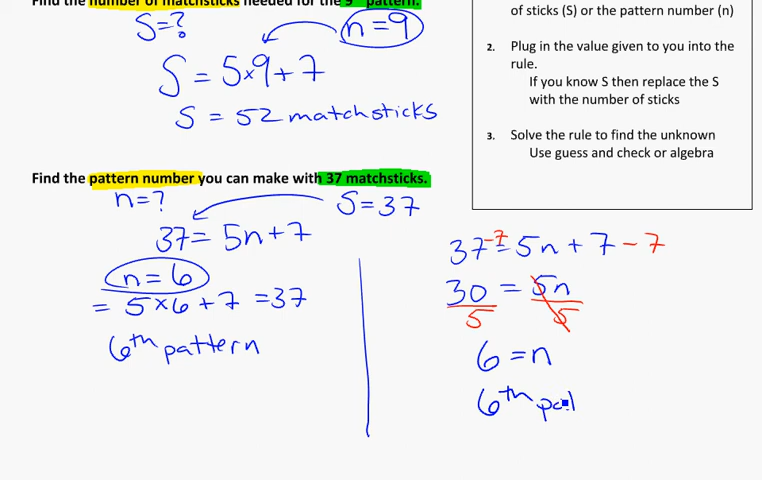 Find the number of matchsticks needed for the 9th pattern.
S=?
n=9
S = 5×9+7
S = 52 matchsticks
of sticks (S) or the pattern number (n)
2. Plug in the value given to you into the
rule.
If you know S then replace the S
with the number of sticks
3. Solve the rule to find the unknown
Use guess and check or algebra
Find the pattern number you can make with 37 matchsticks.
n=?
S=37
37= 5n+7
n=6
= 5×6+7 =37
6th pattern
37-7=5n+7-7
30 = 5n
5 5
6=n
6th pat